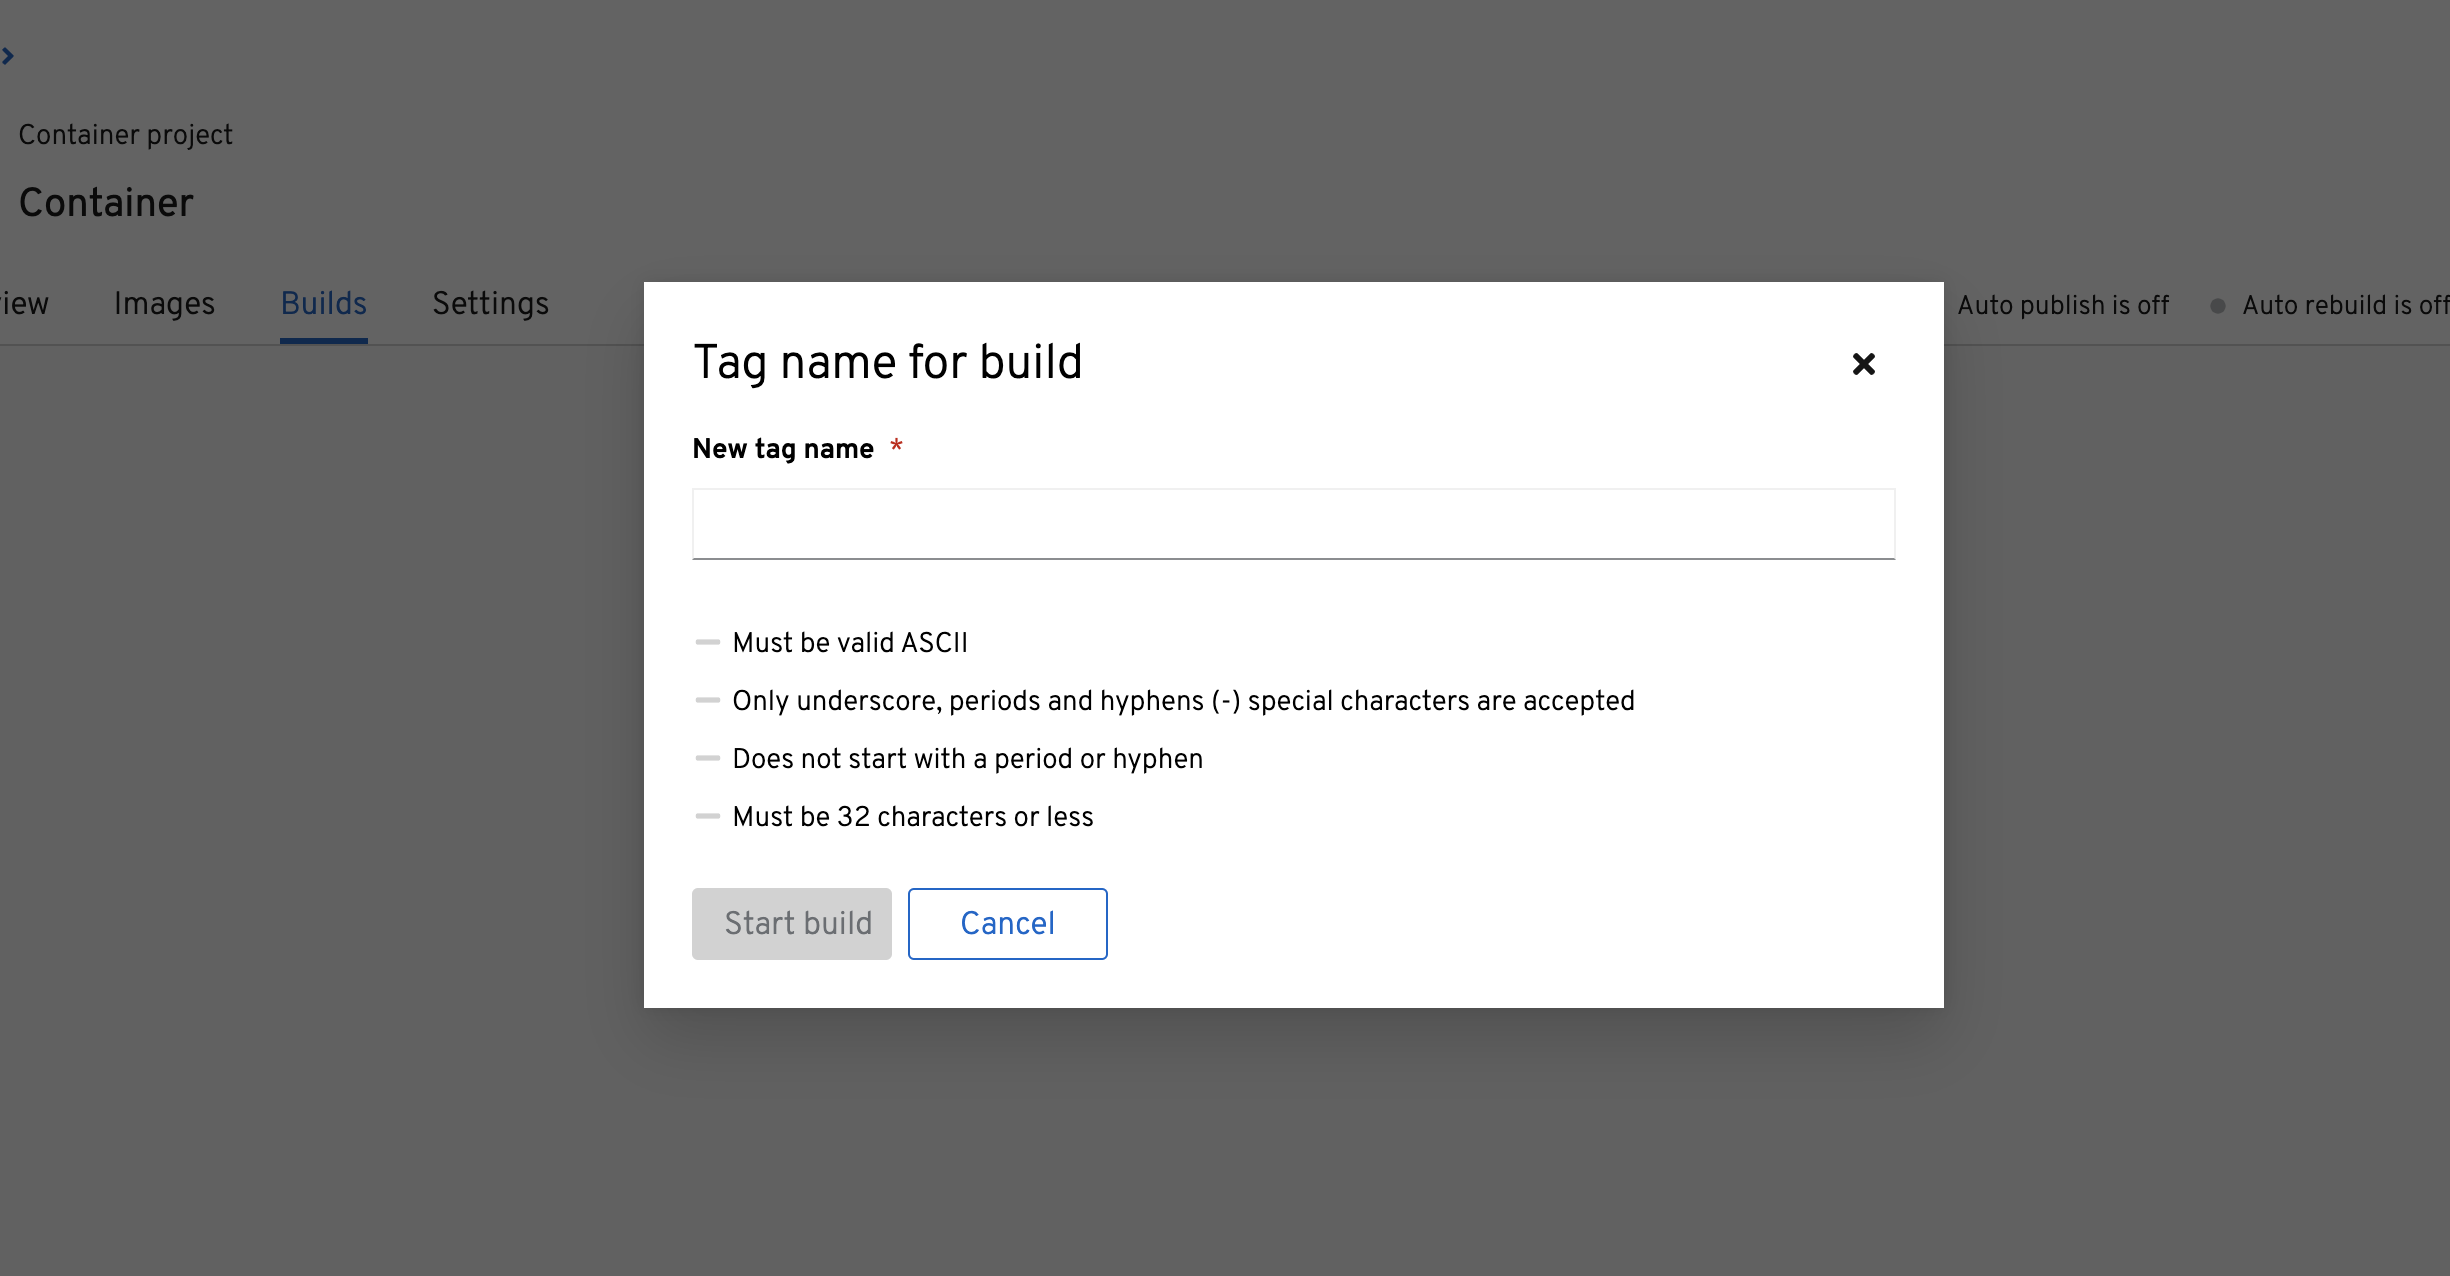 Container project
Container
view Images Builds Settings
Auto publish is off Auto rebuild is off
Tag name for build
New tag name *
Must be valid ASCII
Only underscore, periods and hyphens (-) special characters are accepted
Does not start with a period or hyphen
Must be 32 characters or less
Start build Cancel